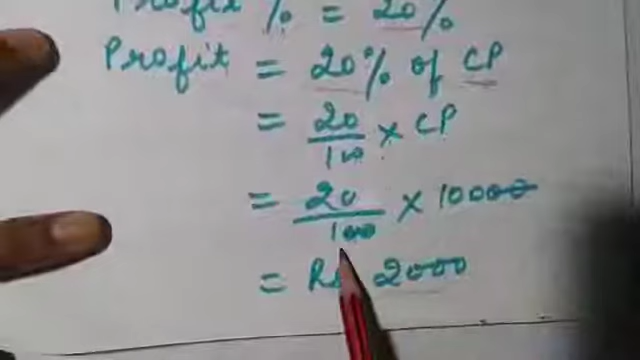 Profit % = 20%
Profit = 20% of CP
= 20/100 × CP
= 20/100 × 10000
= Rs 2000